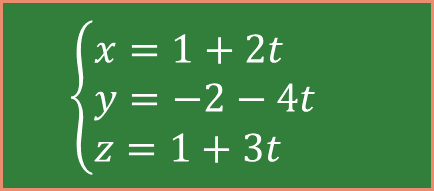 x = 1 + 2t
y = −2 − 4t
z = 1 + 3t